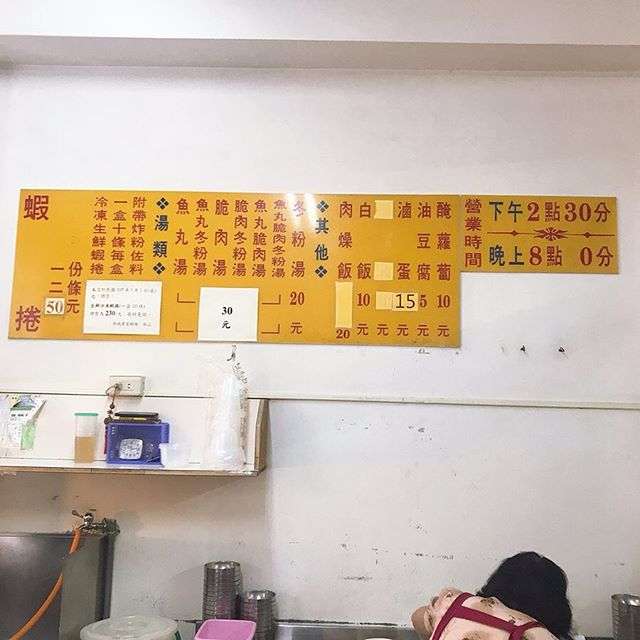 蝦捲
一份
二條
50元
冷凍生鮮蝦捲
一盒十條每盒
附帶炸粉佐料
230元
❖湯類❖
魚丸湯
魚丸冬粉湯
脆肉湯
脆肉冬粉湯
魚丸脆肉湯
魚丸脆肉冬粉湯
冬粉湯
30元
20元
❖其他❖
肉燥飯
20元
白飯
10元
滷蛋
15
油豆腐
5元
醃蘿蔔
10元
營業時間
下午2點30分
晚上8點0分